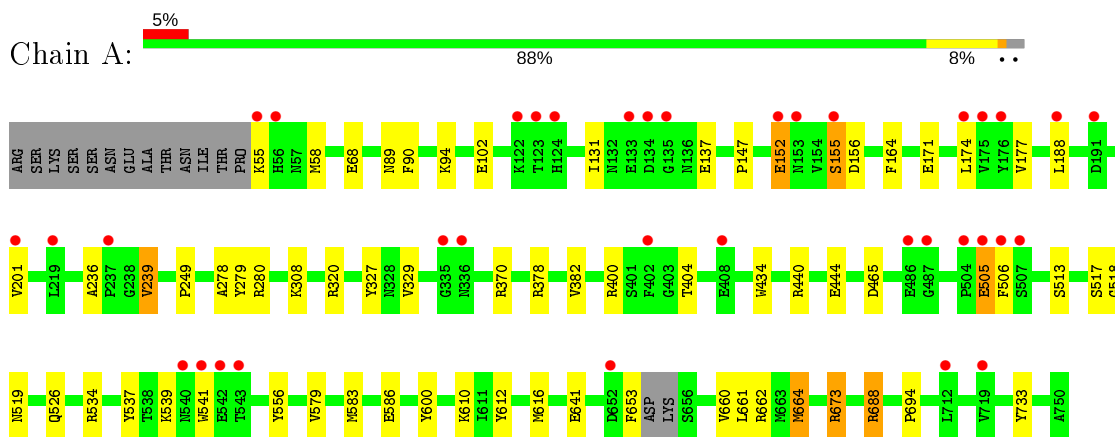 5%
Chain A:
88%
8%
ARG SER LYS SER SER ASN GLU ALA THR ASN ILE THR PRO K55 H56 N57 M58 E68 N89 F90 K94 E102 K122 T123 H124 I131 N132 E133 D134 G135 N136 E137 P147 E152 N153 V154 S155 D156 F164 E171 L174 V175 Y176 V177 L188 D191
V201 L219 A236 P237 G238 V239 P249 A278 Y279 R280 K308 R320 Y327 N328 V329 G335 N336 R370 R378 V382 R400 S401 F402 G403 T404 E408 W434 R440 E444 D465 E486 G487 P504 E505 F506 S507 S513 S517 G518
N519 Q526 R534 Y537 T538 K539 N540 W541 E542 T543 Y556 V579 M583 E586 Y600 K610 I611 Y612 M616 E641 D652 F653 ASP LYS S656 V660 L661 R662 M663 M664 R673 R688 P694 L712 V719 Y733 A750